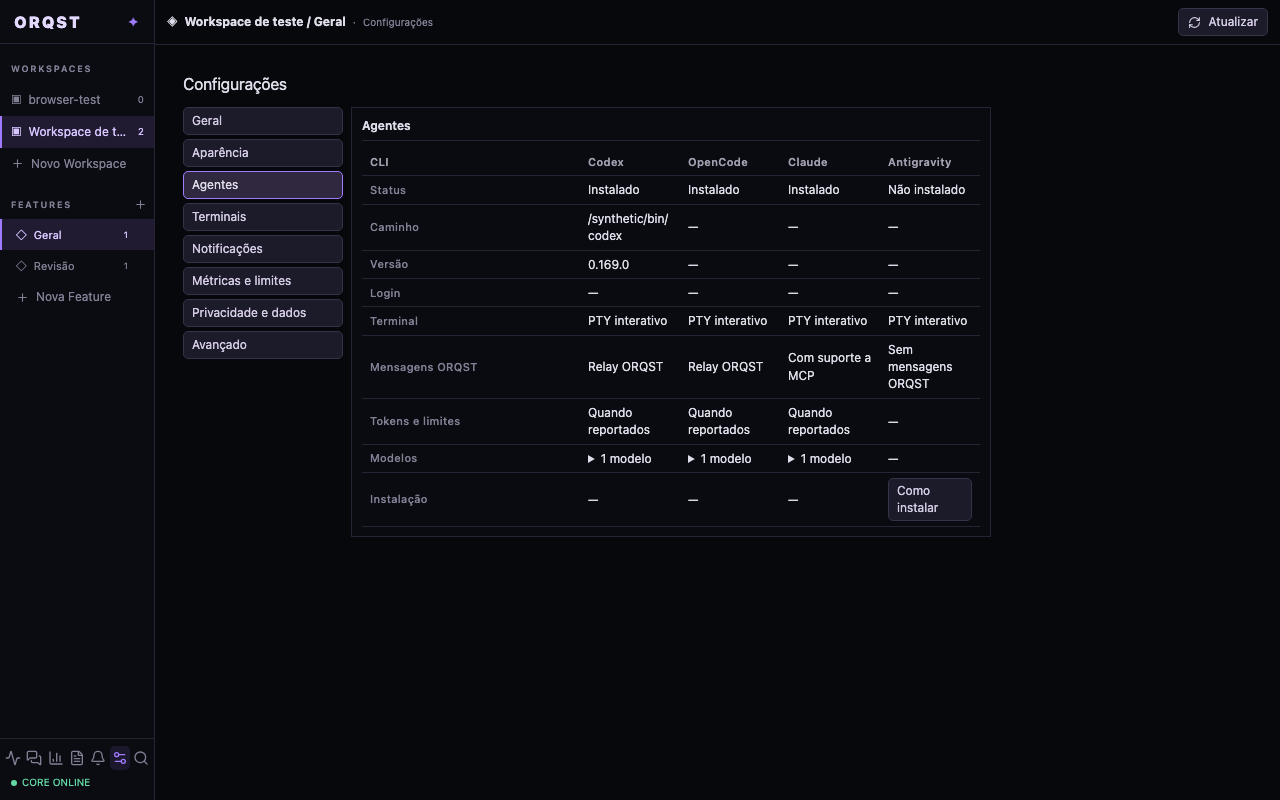 ORQST
WORKSPACES
browser-test 0
Workspace de t... 2
Novo Workspace
FEATURES
Geral 1
Revisão 1
Nova Feature
CORE ONLINE
Workspace de teste / Geral · Configurações
Atualizar
Configurações
Geral
Aparência
Agentes
Terminais
Notificações
Métricas e limites
Privacidade e dados
Avançado
Agentes
CLI Codex OpenCode Claude Antigravity
Status Instalado Instalado Instalado Não instalado
Caminho /synthetic/bin/codex — — —
Versão 0.169.0 — — —
Login — — — —
Terminal PTY interativo PTY interativo PTY interativo PTY interativo
Mensagens ORQST Relay ORQST Relay ORQST Com suporte a MCP Sem mensagens ORQST
Tokens e limites Quando reportados Quando reportados Quando reportados —
Modelos 1 modelo 1 modelo 1 modelo —
Instalação — — — Como instalar